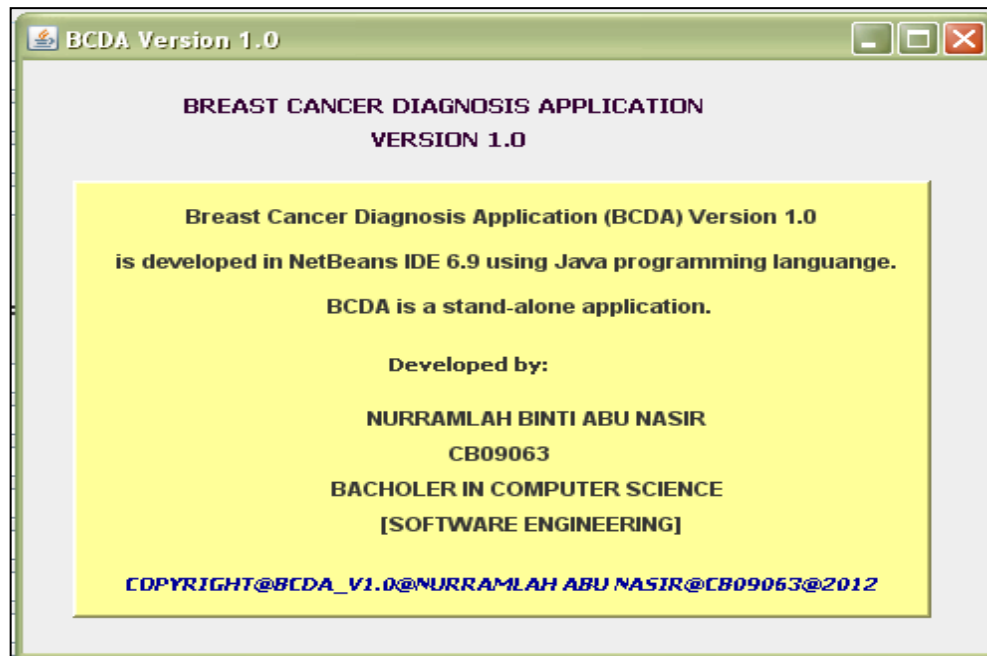 BCDA Version 1.0
BREAST CANCER DIAGNOSIS APPLICATION
VERSION 1.0
Breast Cancer Diagnosis Application (BCDA) Version 1.0
is developed in NetBeans IDE 6.9 using Java programming languange.
BCDA is a stand-alone application.
Developed by:
NURRAMLAH BINTI ABU NASIR
CB09063
BACHOLER IN COMPUTER SCIENCE
[SOFTWARE ENGINEERING]
COPYRIGHT@BCDA_V1.0@NURRAMLAH ABU NASIR@CB09063@2012